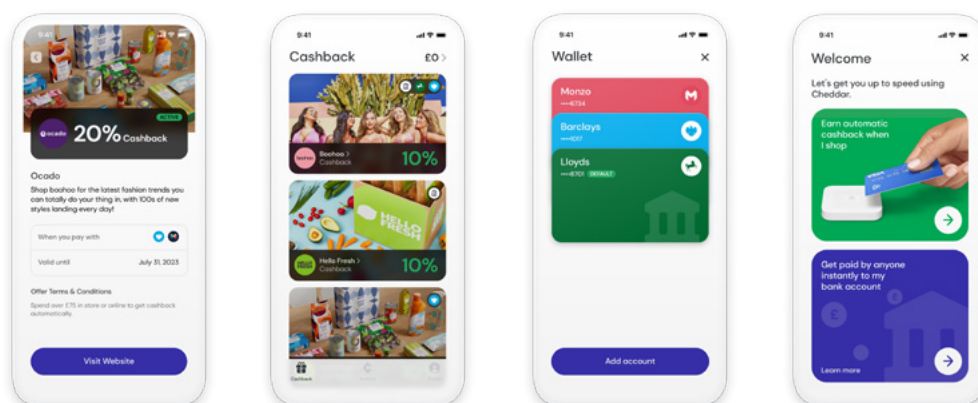 9:41
ocado
20% Cashback
ACTIVE
Ocado
Shop boohoo for the latest fashion trends you
can totally do your thing in, with 100s of new
styles landing every day!
When you pay with
Valid until
July 31, 2023
Offer Terms & Conditions
Spend over £75 in store or online to get cashback
automatically.
Visit Website
9:41
Cashback
£0 >
boohoo
Boohoo >
Cashback
10%
HELLO
FRESH
HELLO
FRESH
Hello Fresh >
Cashback
10%
Cashback
9:41
Wallet
Monzo
Barclays
Lloyds
DEFAULT
Add account
9:41
Welcome
Let's get you up to speed using
Cheddar.
Earn automatic
cashback when
I shop
Get paid by anyone
instantly to my
bank account
£
£
Learn more